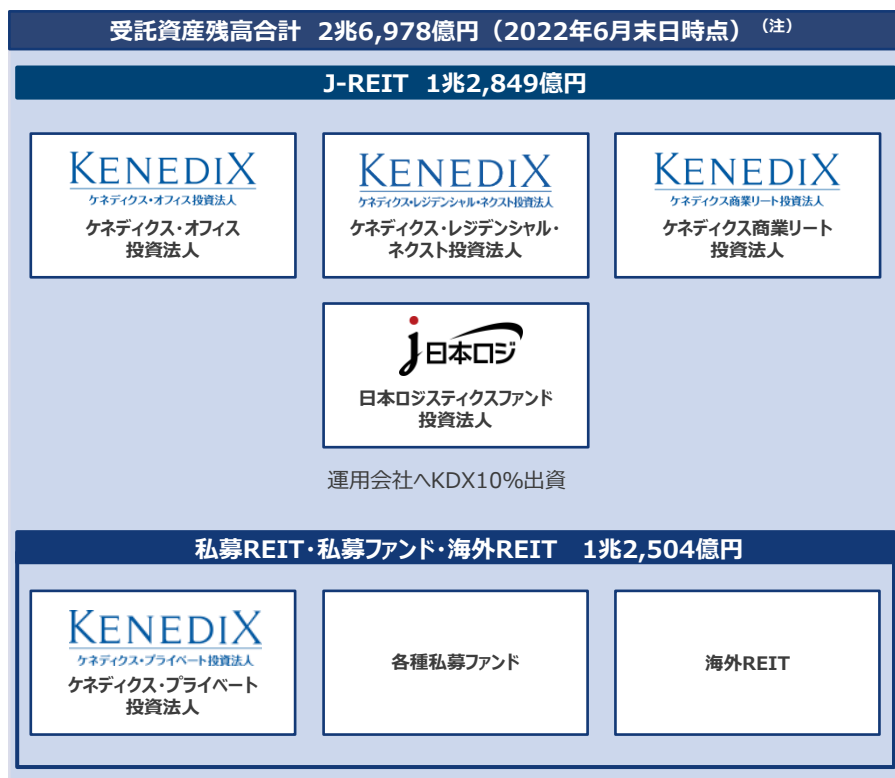 受託資産残高合計 2兆6,978億円（2022年6月末日時点）（注）
J-REIT 1兆2,849億円
KENEDIX
ケネディクス・オフィス投資法人
ケネディクス・オフィス
投資法人
KENEDIX
ケネディクス・レジデンシャル・ネクスト投資法人
ケネディクス・レジデンシャル・
ネクスト投資法人
KENEDIX
ケネディクス商業リート投資法人
ケネディクス商業リート
投資法人
j日本ロジ
日本ロジスティクスファンド
投資法人
運用会社へKDX10%出資
私募REIT・私募ファンド・海外REIT 1兆2,504億円
KENEDIX
ケネディクス・プライベート投資法人
ケネディクス・プライベート
投資法人
各種私募ファンド
海外REIT